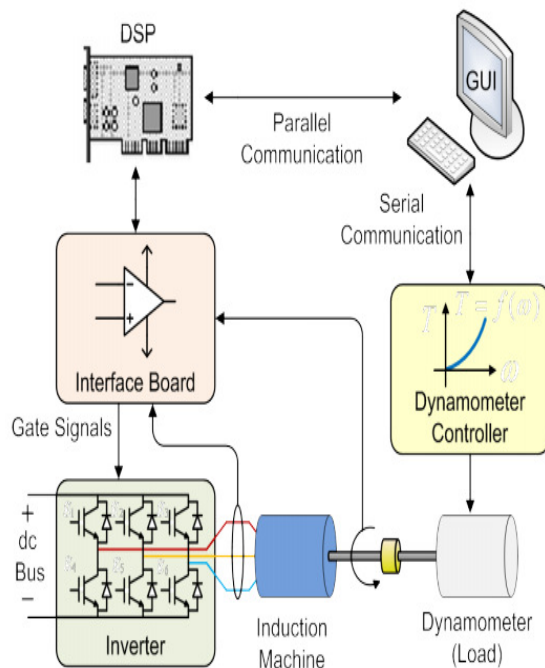 DSP
GUI
Parallel
Communication
Serial
Communication
Interface Board
T
T = f(ω)
ω
Dynamometer
Controller
Gate Signals
+
dc
Bus
−
Inverter
Induction
Machine
Dynamometer
(Load)